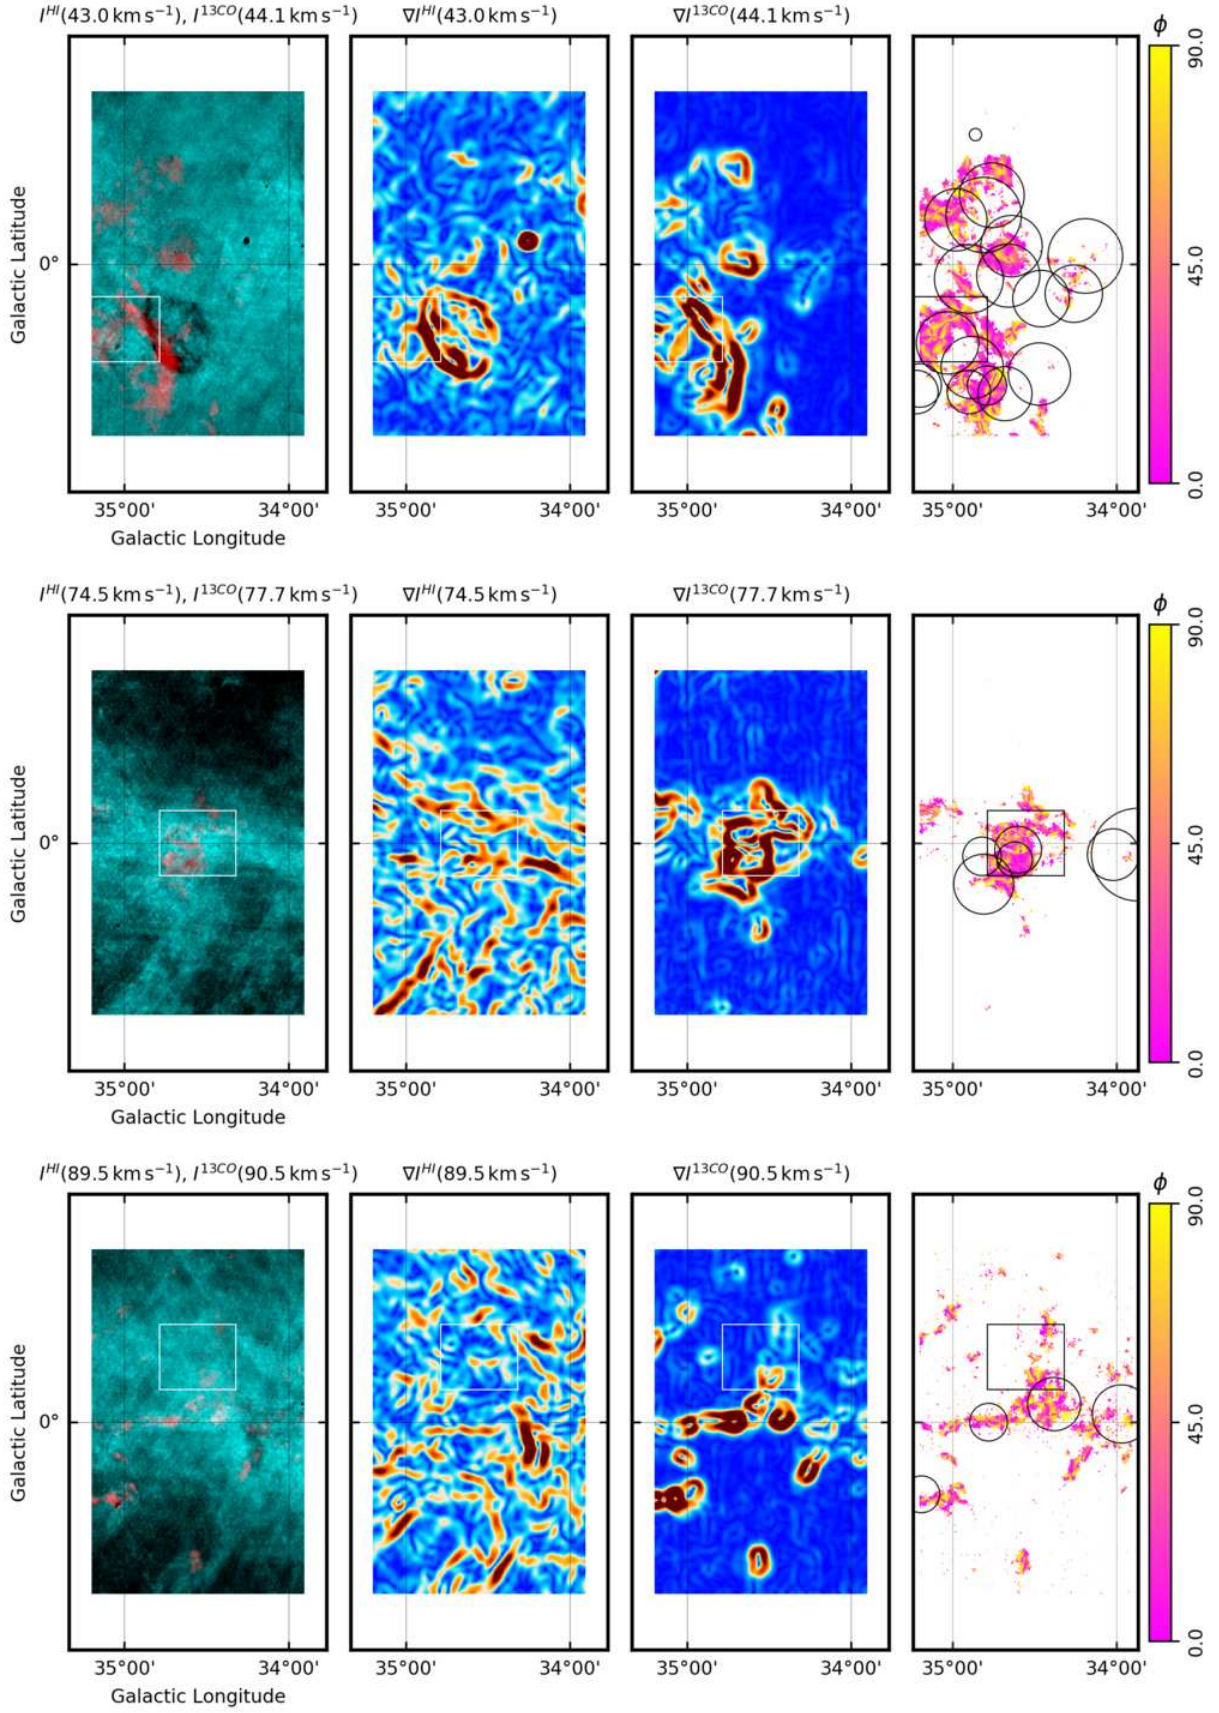 I^{HI}(43.0 km s⁻¹), I^{13CO}(44.1 km s⁻¹) ∇I^{HI}(43.0 km s⁻¹) ∇I^{13CO}(44.1 km s⁻¹) ϕ
90.0
Galactic Latitude 0° 45.0
0.0
35°00' 34°00' 35°00' 34°00' 35°00' 34°00' 35°00' 34°00'
Galactic Longitude
I^{HI}(74.5 km s⁻¹), I^{13CO}(77.7 km s⁻¹) ∇I^{HI}(74.5 km s⁻¹) ∇I^{13CO}(77.7 km s⁻¹) ϕ
90.0
Galactic Latitude 0° 45.0
0.0
35°00' 34°00' 35°00' 34°00' 35°00' 34°00' 35°00' 34°00'
Galactic Longitude
I^{HI}(89.5 km s⁻¹), I^{13CO}(90.5 km s⁻¹) ∇I^{HI}(89.5 km s⁻¹) ∇I^{13CO}(90.5 km s⁻¹) ϕ
90.0
Galactic Latitude 0° 45.0
0.0
35°00' 34°00' 35°00' 34°00' 35°00' 34°00' 35°00' 34°00'
Galactic Longitude